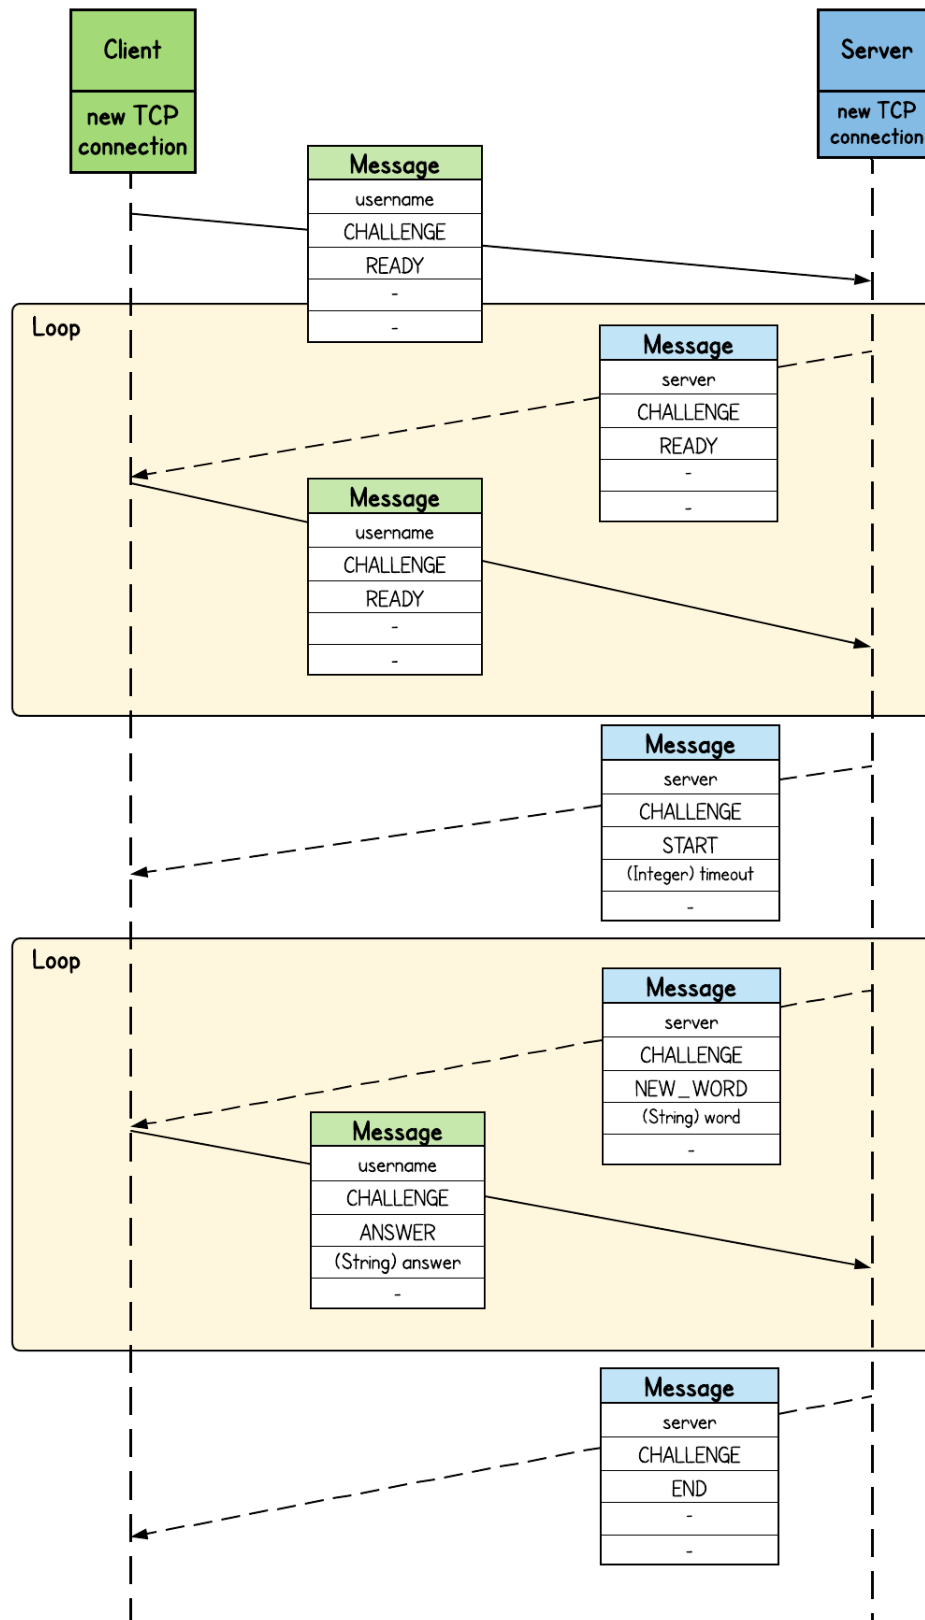 Client
new TCP
connection
Server
new TCP
connection
Message
username
CHALLENGE
READY
-
-
Loop
Message
server
CHALLENGE
READY
-
-
Message
username
CHALLENGE
READY
-
-
Message
server
CHALLENGE
START
(Integer) timeout
-
Loop
Message
server
CHALLENGE
NEW_WORD
(String) word
-
Message
username
CHALLENGE
ANSWER
(String) answer
-
Message
server
CHALLENGE
END
-
-